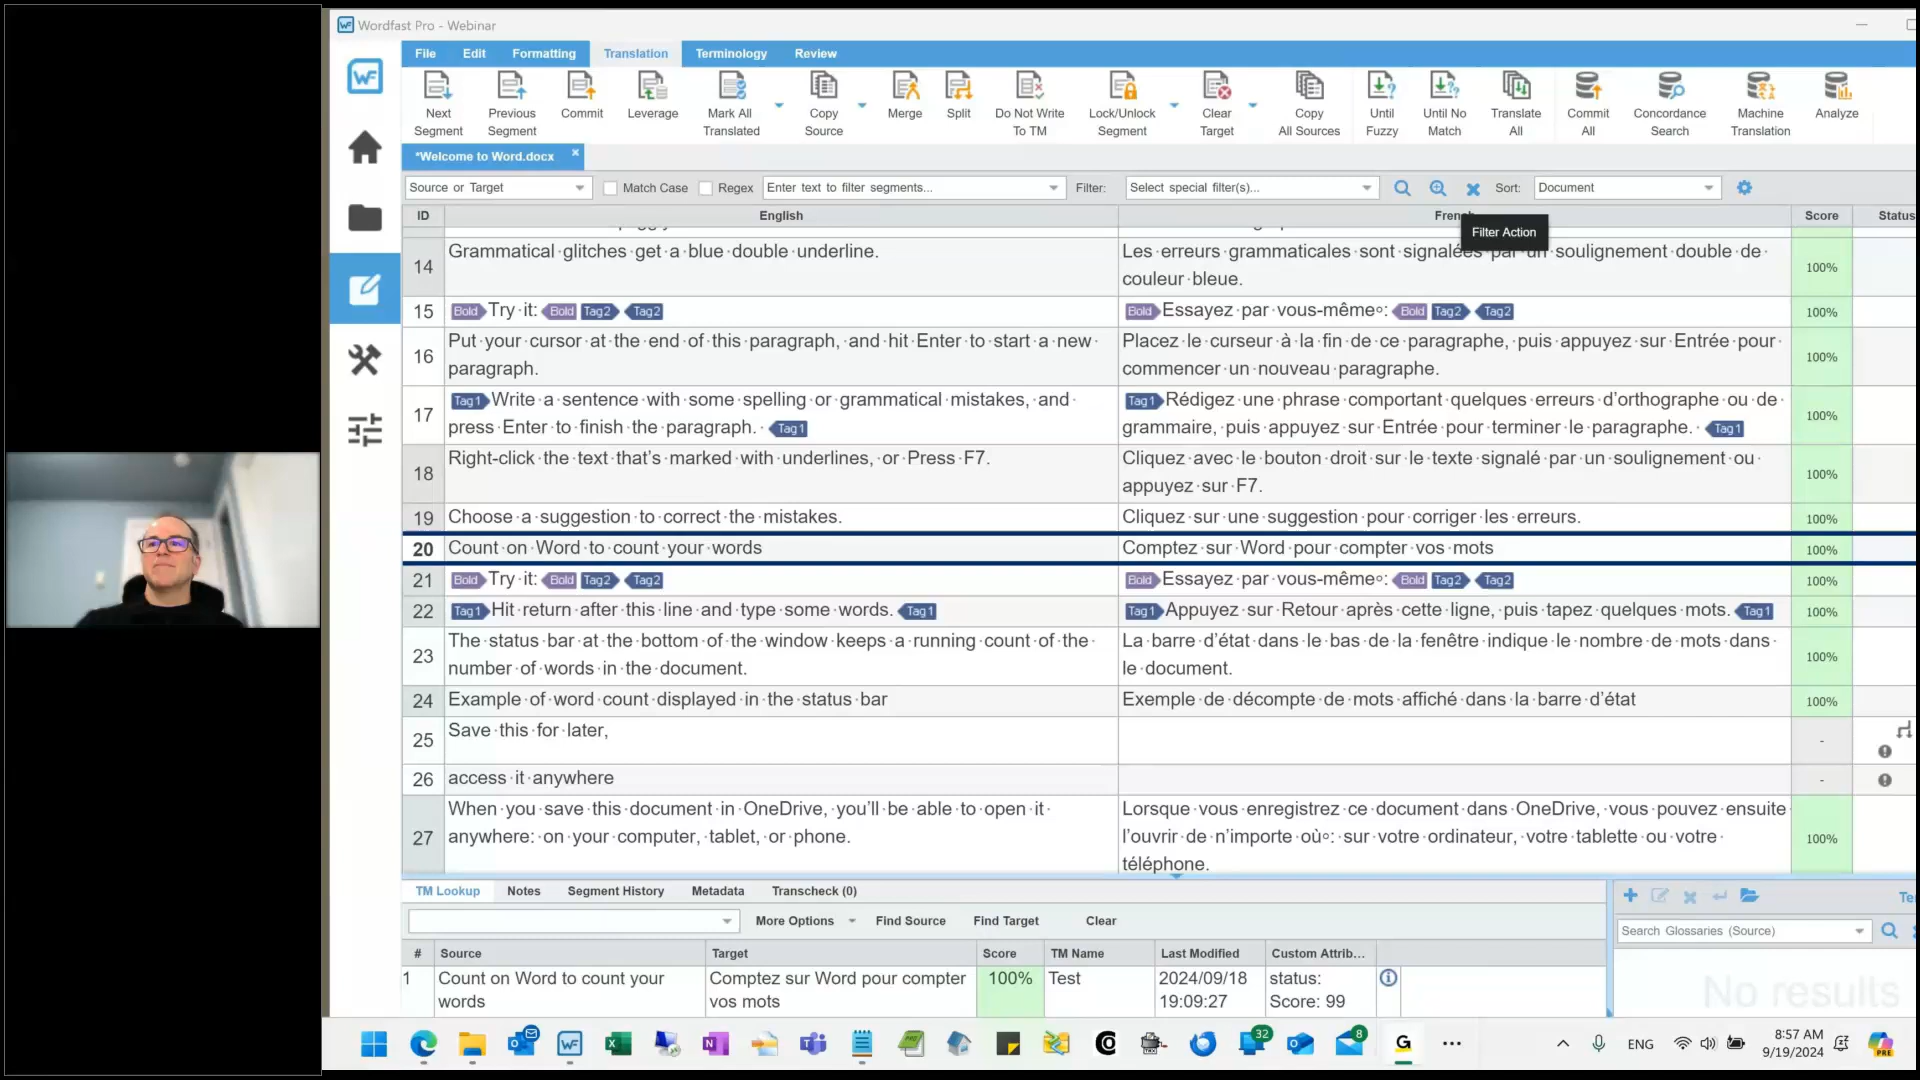 Wordfast Pro - Webinar
File Edit Formatting Translation Terminology Review
Next Segment
Previous Segment
Commit
Leverage
Mark All Translated
Copy Source
Merge
Split
Do Not Write To TM
Lock/Unlock Segment
Clear Target
Copy All Sources
Until Fuzzy
Until No Match
Translate All
Commit All
Concordance Search
Machine Translation
Analyze
*Welcome to Word.docx
Source or Target Match Case Regex Enter text to filter segments... Filter: Select special filter(s)... Sort: Document
ID English French Score Status
Filter Action
14 Grammatical glitches get a blue double underline. Les erreurs grammaticales sont signalées par un soulignement double de
couleur bleue. 100%
15 Bold Try it: Bold Tag2 Tag2 Bold Essayez par vous-même°: Bold Tag2 Tag2 100%
16 Put your cursor at the end of this paragraph, and hit Enter to start a new
paragraph.
Placez le curseur à la fin de ce paragraphe, puis appuyez sur Entrée pour
commencer un nouveau paragraphe. 100%
17 Tag1 Write a sentence with some spelling or grammatical mistakes, and
press Enter to finish the paragraph. Tag1
Tag1 Rédigez une phrase comportant quelques erreurs d'orthographe ou de
grammaire, puis appuyez sur Entrée pour terminer le paragraphe. Tag1 100%
18 Right-click the text that's marked with underlines, or Press F7.
Cliquez avec le bouton droit sur le texte signalé par un soulignement ou
appuyez sur F7. 100%
19 Choose a suggestion to correct the mistakes. Cliquez sur une suggestion pour corriger les erreurs. 100%
20 Count on Word to count your words Comptez sur Word pour compter vos mots 100%
21 Bold Try it: Bold Tag2 Tag2 Bold Essayez par vous-même°: Bold Tag2 Tag2 100%
22 Tag1 Hit return after this line and type some words. Tag1 Tag1 Appuyez sur Retour après cette ligne, puis tapez quelques mots. Tag1 100%
23 The status bar at the bottom of the window keeps a running count of the
number of words in the document.
La barre d'état dans le bas de la fenêtre indique le nombre de mots dans
le document. 100%
24 Example of word count displayed in the status bar Exemple de décompte de mots affiché dans la barre d'état 100%
25 Save this for later, -
26 access it anywhere -
27 When you save this document in OneDrive, you'll be able to open it
anywhere: on your computer, tablet, or phone.
Lorsque vous enregistrez ce document dans OneDrive, vous pouvez ensuite
l'ouvrir de n'importe où°: sur votre ordinateur, votre tablette ou votre
téléphone. 100%
TM Lookup Notes Segment History Metadata Transcheck (0)
More Options Find Source Find Target Clear
Search Glossaries (Source)
# Source Target Score TM Name Last Modified Custom Attrib...
1 Count on Word to count your
words
Comptez sur Word pour compter
vos mots
100% Test
2024/09/18
19:09:27
status:
Score: 99
No results
32
8
ENG
8:57 AM
9/19/2024
PRE